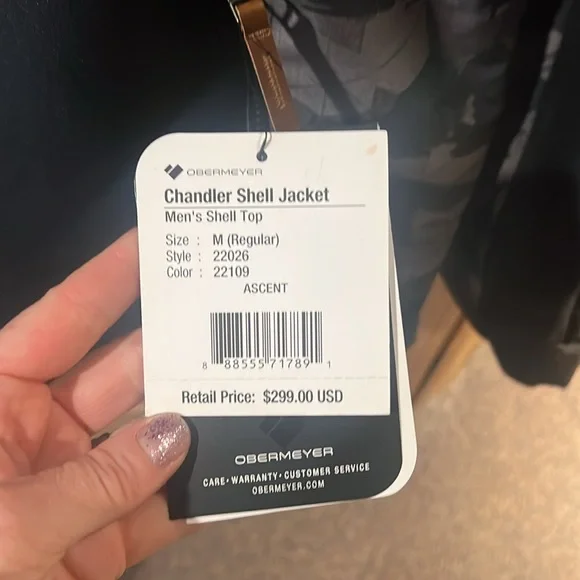 OBERMEYER
Chandler Shell Jacket
Men's Shell Top
Size : M (Regular)
Style : 22026
Color : 22109
ASCENT
8 88555 71789 1
Retail Price: $299.00 USD
OBERMEYER
CARE • WARRANTY • CUSTOMER SERVICE
OBERMEYER.COM